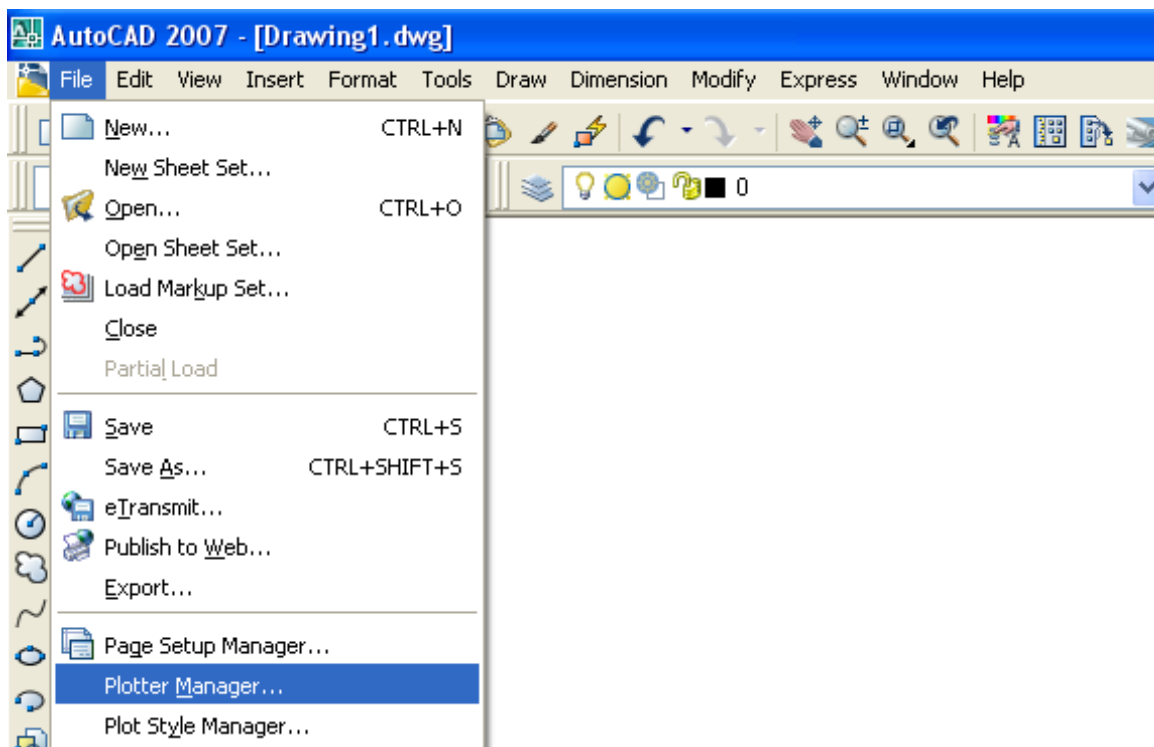 AutoCAD 2007 - [Drawing1.dwg]
File Edit View Insert Format Tools Draw Dimension Modify Express Window Help
New... CTRL+N
New Sheet Set...
0
Open... CTRL+O
Open Sheet Set...
Load Markup Set...
Close
Partial Load
Save CTRL+S
Save As... CTRL+SHIFT+S
eTransmit...
Publish to Web...
Export...
Page Setup Manager...
Plotter Manager...
Plot Style Manager...